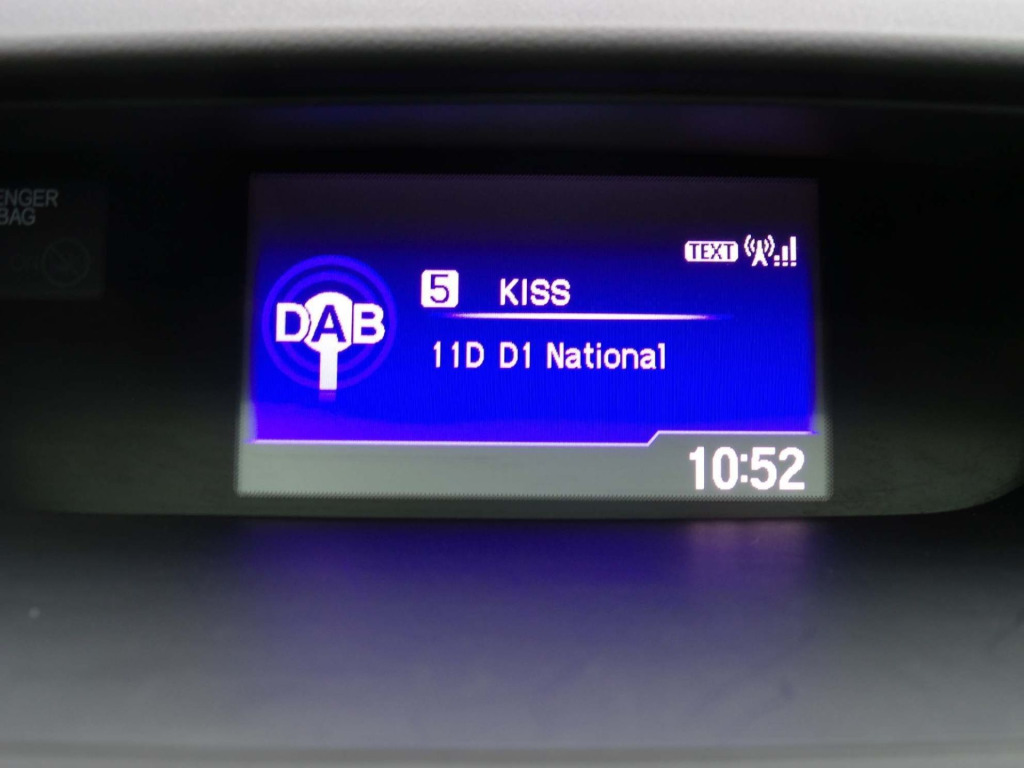 ENGER
BAG
TEXT
DAB
5 KISS
11D D1 National
10:52